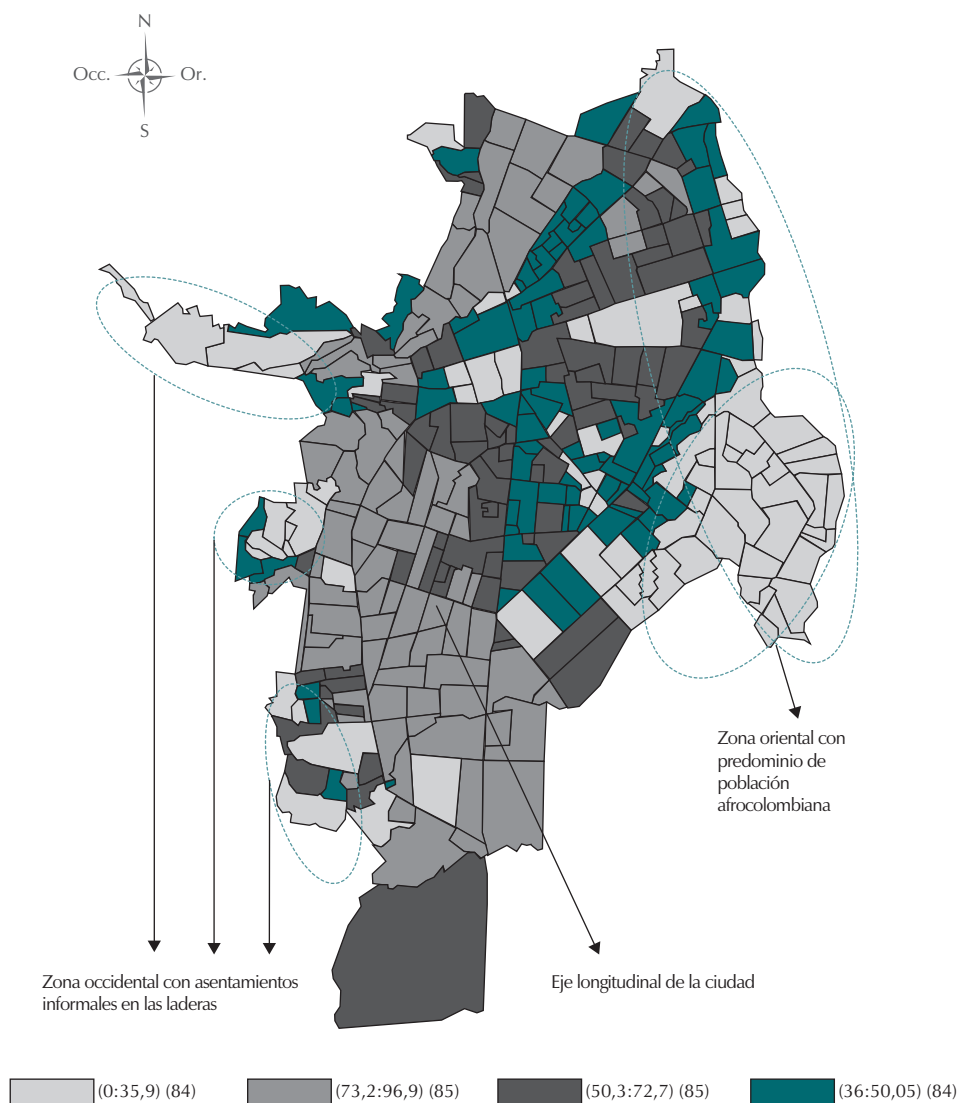 N
Occ. Or.
S
Zona oriental con
predominio de
población
afrocolombiana
Zona occidental con asentamientos
informales en las laderas
Eje longitudinal de la ciudad
(0:35,9) (84) (73,2:96,9) (85) (50,3:72,7) (85) (36:50,05) (84)